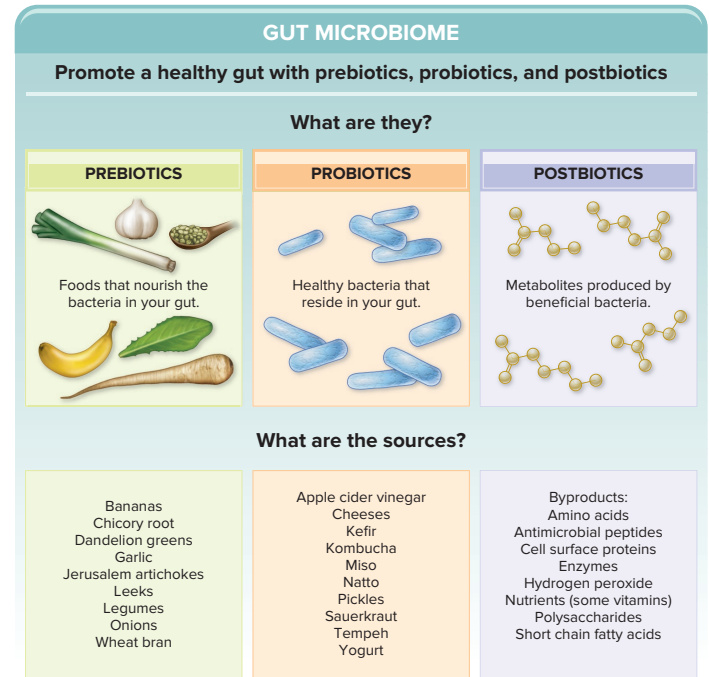 GUT MICROBIOME
Promote a healthy gut with prebiotics, probiotics, and postbiotics
What are they?
PREBIOTICS
Foods that nourish the
bacteria in your gut.
PROBIOTICS
Healthy bacteria that
reside in your gut.
POSTBIOTICS
Metabolites produced by
beneficial bacteria.
What are the sources?
Bananas
Chicory root
Dandelion greens
Garlic
Jerusalem artichokes
Leeks
Legumes
Onions
Wheat bran
Apple cider vinegar
Cheeses
Kefir
Kombucha
Miso
Natto
Pickles
Sauerkraut
Tempeh
Yogurt
Byproducts:
Amino acids
Antimicrobial peptides
Cell surface proteins
Enzymes
Hydrogen peroxide
Nutrients (some vitamins)
Polysaccharides
Short chain fatty acids